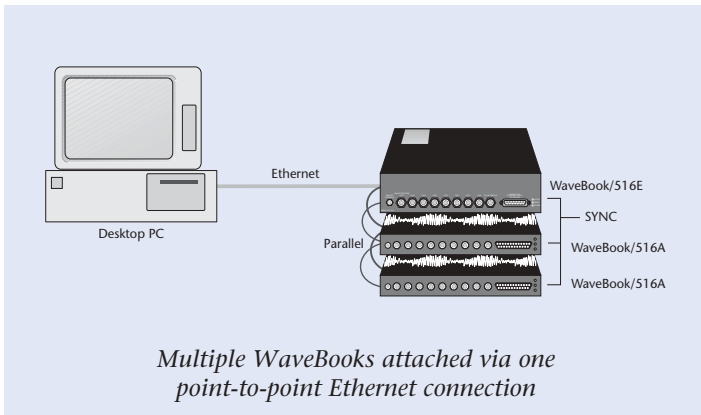 Ethernet
WaveBook/516E
SYNC
Desktop PC
Parallel
WaveBook/516A
WaveBook/516A
Multiple WaveBooks attached via one
point-to-point Ethernet connection